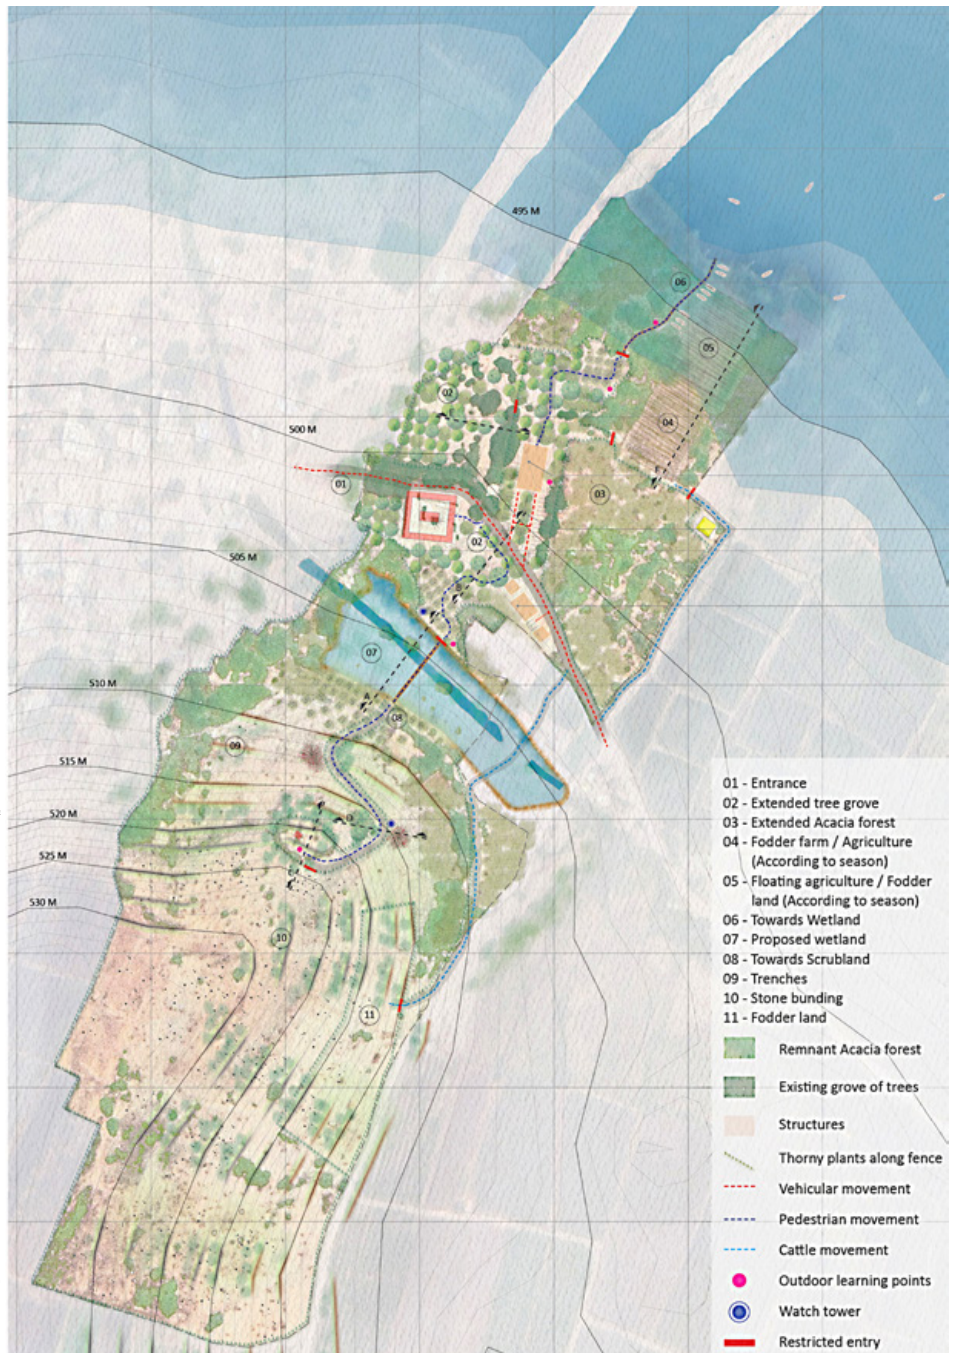 495 M
06
05
02
500 M
04
01
03
02
505 M
07
A
510 M
08
09
515 M
520 M
D
525 M
C
530 M
10
11
01 - Entrance
02 - Extended tree grove
03 - Extended Acacia forest
04 - Fodder farm / Agriculture
(According to season)
05 - Floating agriculture / Fodder
land (According to season)
06 - Towards Wetland
07 - Proposed wetland
08 - Towards Scrubland
09 - Trenches
10 - Stone bunding
11 - Fodder land
Remnant Acacia forest
Existing grove of trees
Structures
Thorny plants along fence
Vehicular movement
Pedestrian movement
Cattle movement
Outdoor learning points
Watch tower
Restricted entry